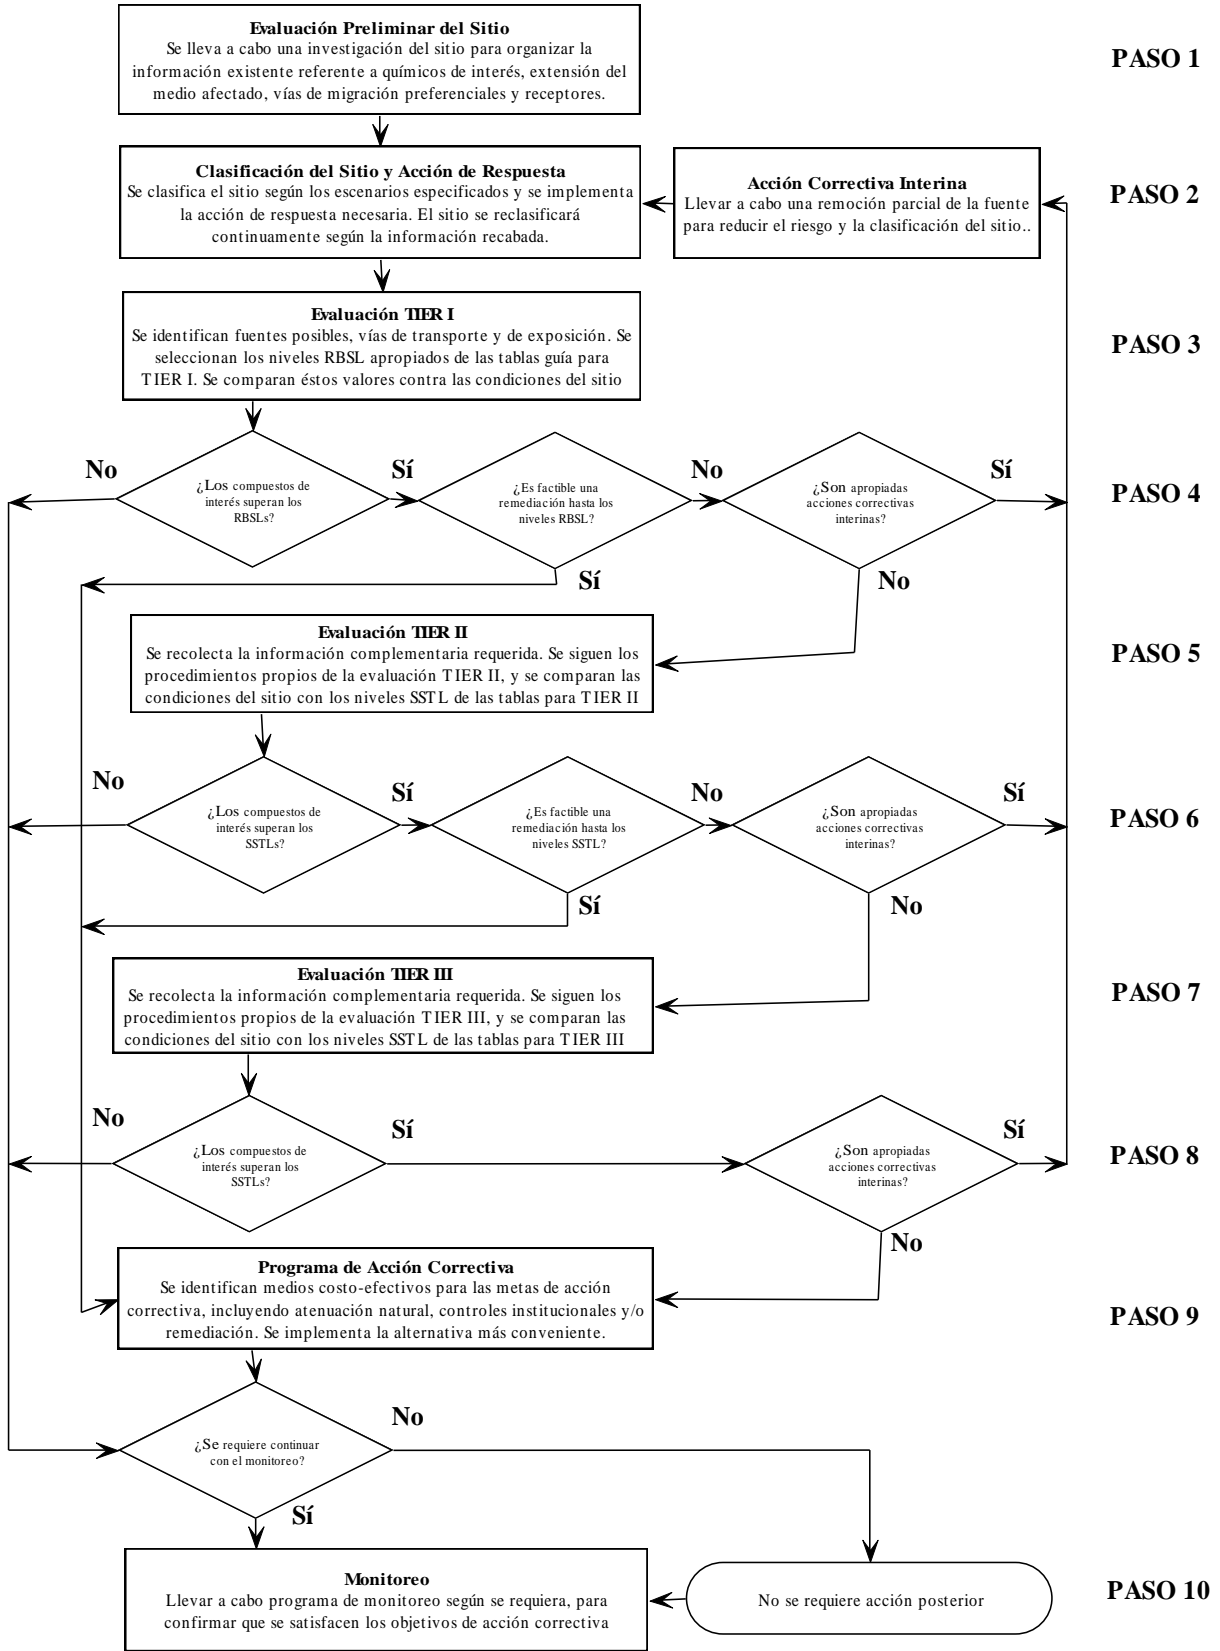 Evaluación Preliminar del Sitio
Se lleva a cabo una investigación del sitio para organizar la
información existente referente a químicos de interés, extensión del
medio afectado, vías de migración preferenciales y receptores.
PASO 1
Clasificación del Sitio y Acción de Respuesta
Se clasifica el sitio según los escenarios especificados y se implementa
la acción de respuesta necesaria. El sitio se reclasificará
continuamente según la información recabada.
Acción Correctiva Interina
Llevar a cabo una remoción parcial de la fuente
para reducir el riesgo y la clasificación del sitio..
PASO 2
Evaluación TIER I
Se identifican fuentes posibles, vías de transporte y de exposición. Se
seleccionan los niveles RBSL apropiados de las tablas guía para
TIER I. Se comparan éstos valores contra las condiciones del sitio
PASO 3
No
¿Los compuestos de
interés superan los
RBSLs?
Sí
¿Es factible una
remediación hasta los
niveles RBSL?
No
¿Son apropiadas
acciones correctivas
interinas?
Sí
PASO 4
Sí
No
Evaluación TIER II
Se recolecta la información complementaria requerida. Se siguen los
procedimientos propios de la evaluación TIER II, y se comparan las
condiciones del sitio con los niveles SSTL de las tablas para TIER II
PASO 5
No
¿Los compuestos de
interés superan los
SSTLs?
Sí
¿Es factible una
remediación hasta los
niveles SSTL?
No
¿Son apropiadas
acciones correctivas
interinas?
Sí
PASO 6
Sí
No
Evaluación TIER III
Se recolecta la información complementaria requerida. Se siguen los
procedimientos propios de la evaluación TIER III, y se comparan las
condiciones del sitio con los niveles SSTL de las tablas para TIER III
PASO 7
No
¿Los compuestos de
interés superan los
SSTLs?
Sí
¿Son apropiadas
acciones correctivas
interinas?
Sí
PASO 8
No
Programa de Acción Correctiva
Se identifican medios costo-efectivos para las metas de acción
correctiva, incluyendo atenuación natural, controles institucionales y/o
remediación. Se implementa la alternativa más conveniente.
PASO 9
¿Se requiere continuar
con el monitoreo?
No
Sí
Monitoreo
Llevar a cabo programa de monitoreo según se requiera, para
confirmar que se satisfacen los objetivos de acción correctiva
No se requiere acción posterior
PASO 10